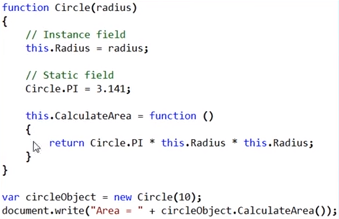 function Circle(radius)
{
    // Instance field
    this.Radius = radius;
    // Static field
    Circle.PI = 3.141;
    this.CalculateArea = function ()
    {
        return Circle.PI * this.Radius * this.Radius;
    }
}
var circleObject = new Circle(10);
document.write("Area = " + circleObject.CalculateArea());